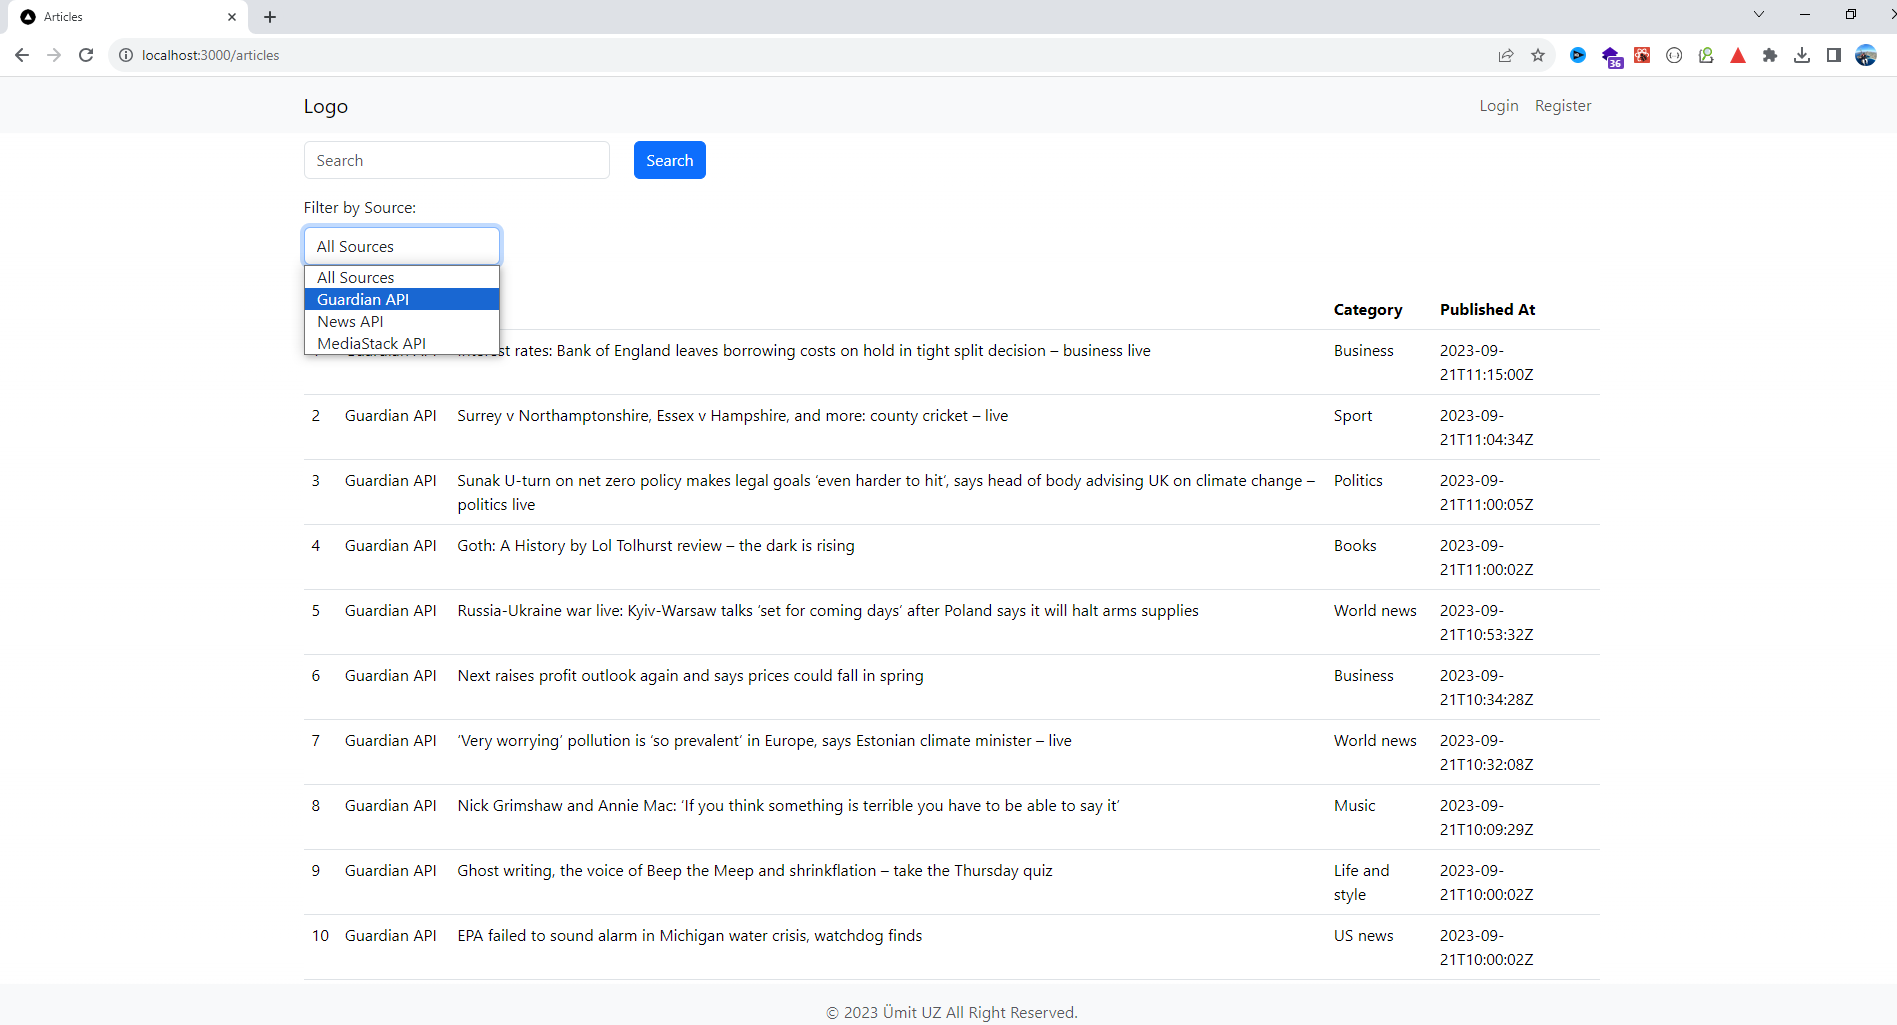 Articles
localhost:3000/articles
36
Logo
Login Register
Search
Search
Filter by Source:
All Sources
All Sources
Guardian API
News API
MediaStack API
Category Published At
rates: Bank of England leaves borrowing costs on hold in tight split decision – business live Business 2023-09-
21T11:15:00Z
2 Guardian API Surrey v Northamptonshire, Essex v Hampshire, and more: county cricket – live Sport 2023-09-
21T11:04:34Z
3 Guardian API Sunak U-turn on net zero policy makes legal goals ‘even harder to hit’, says head of body advising UK on climate change – Politics 2023-09-
politics live 21T11:00:05Z
4 Guardian API Goth: A History by Lol Tolhurst review – the dark is rising Books 2023-09-
21T11:00:02Z
5 Guardian API Russia-Ukraine war live: Kyiv-Warsaw talks ‘set for coming days’ after Poland says it will halt arms supplies World news 2023-09-
21T10:53:32Z
6 Guardian API Next raises profit outlook again and says prices could fall in spring Business 2023-09-
21T10:34:28Z
7 Guardian API ‘Very worrying’ pollution is ‘so prevalent’ in Europe, says Estonian climate minister – live World news 2023-09-
21T10:32:08Z
8 Guardian API Nick Grimshaw and Annie Mac: ‘If you think something is terrible you have to be able to say it’ Music 2023-09-
21T10:09:29Z
9 Guardian API Ghost writing, the voice of Beep the Meep and shrinkflation – take the Thursday quiz Life and 2023-09-
style 21T10:00:02Z
10 Guardian API EPA failed to sound alarm in Michigan water crisis, watchdog finds US news 2023-09-
21T10:00:02Z
© 2023 Ümit UZ All Right Reserved.